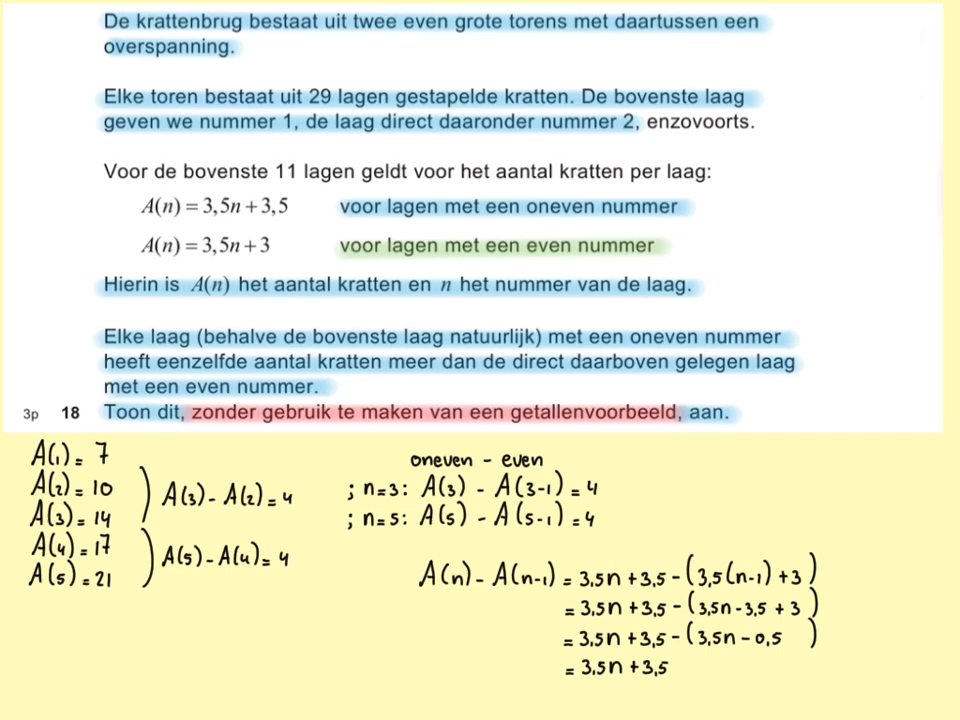 De krattenbrug bestaat uit twee even grote torens met daartussen een
overspanning.
Elke toren bestaat uit 29 lagen gestapelde kratten. De bovenste laag
geven we nummer 1, de laag direct daaronder nummer 2, enzovoorts.
Voor de bovenste 11 lagen geldt voor het aantal kratten per laag:
A(n) = 3,5n + 3,5 voor lagen met een oneven nummer
A(n) = 3,5n + 3 voor lagen met een even nummer
Hierin is A(n) het aantal kratten en n het nummer van de laag.
Elke laag (behalve de bovenste laag natuurlijk) met een oneven nummer
heeft eenzelfde aantal kratten meer dan de direct daarboven gelegen laag
met een even nummer.
3p 18 Toon dit, zonder gebruik te maken van een getallenvoorbeeld, aan.
A(1) = 7
A(2) = 10
A(3) = 14
A(4) = 17
A(5) = 21
) A(3) - A(2) = 4
) A(5) - A(4) = 4
oneven - even
; n=3: A(3) - A(3-1) = 4
; n=5: A(5) - A(5-1) = 4
A(n) - A(n-1) = 3,5n + 3,5 - (3,5(n-1) + 3)
= 3,5n + 3,5 - (3,5n - 3,5 + 3)
= 3,5n + 3,5 - (3,5n - 0,5 )
= 3,5n + 3,5